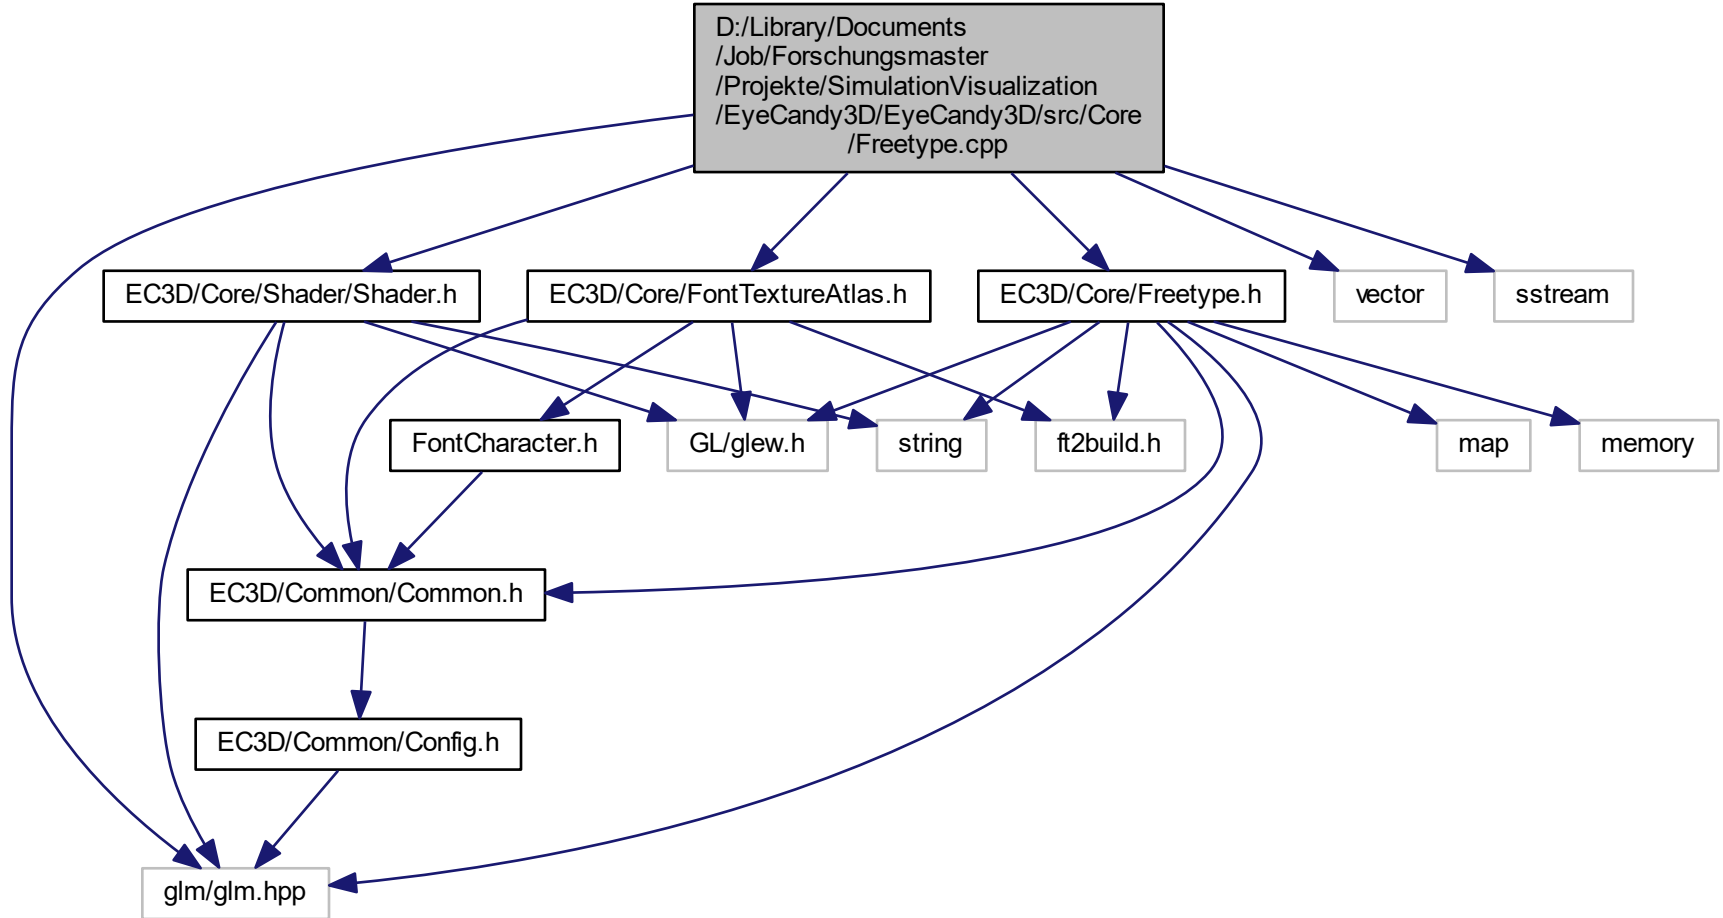 D:/Library/Documents
/Job/Forschungsmaster
/Projekte/SimulationVisualization
/EyeCandy3D/EyeCandy3D/src/Core
/Freetype.cpp
EC3D/Core/Shader/Shader.h
EC3D/Core/FontTextureAtlas.h
EC3D/Core/Freetype.h
vector
sstream
FontCharacter.h
GL/glew.h
string
ft2build.h
map
memory
EC3D/Common/Common.h
EC3D/Common/Config.h
glm/glm.hpp